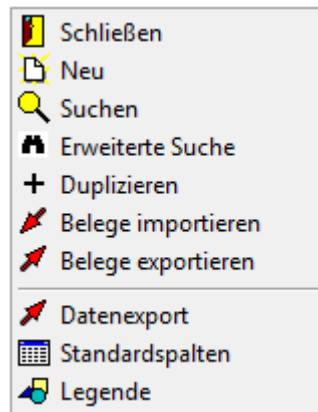 Schließen
Neu
Suchen
Erweiterte Suche
Duplizieren
Belege importieren
Belege exportieren
Datenexport
Standardspalten
Legende